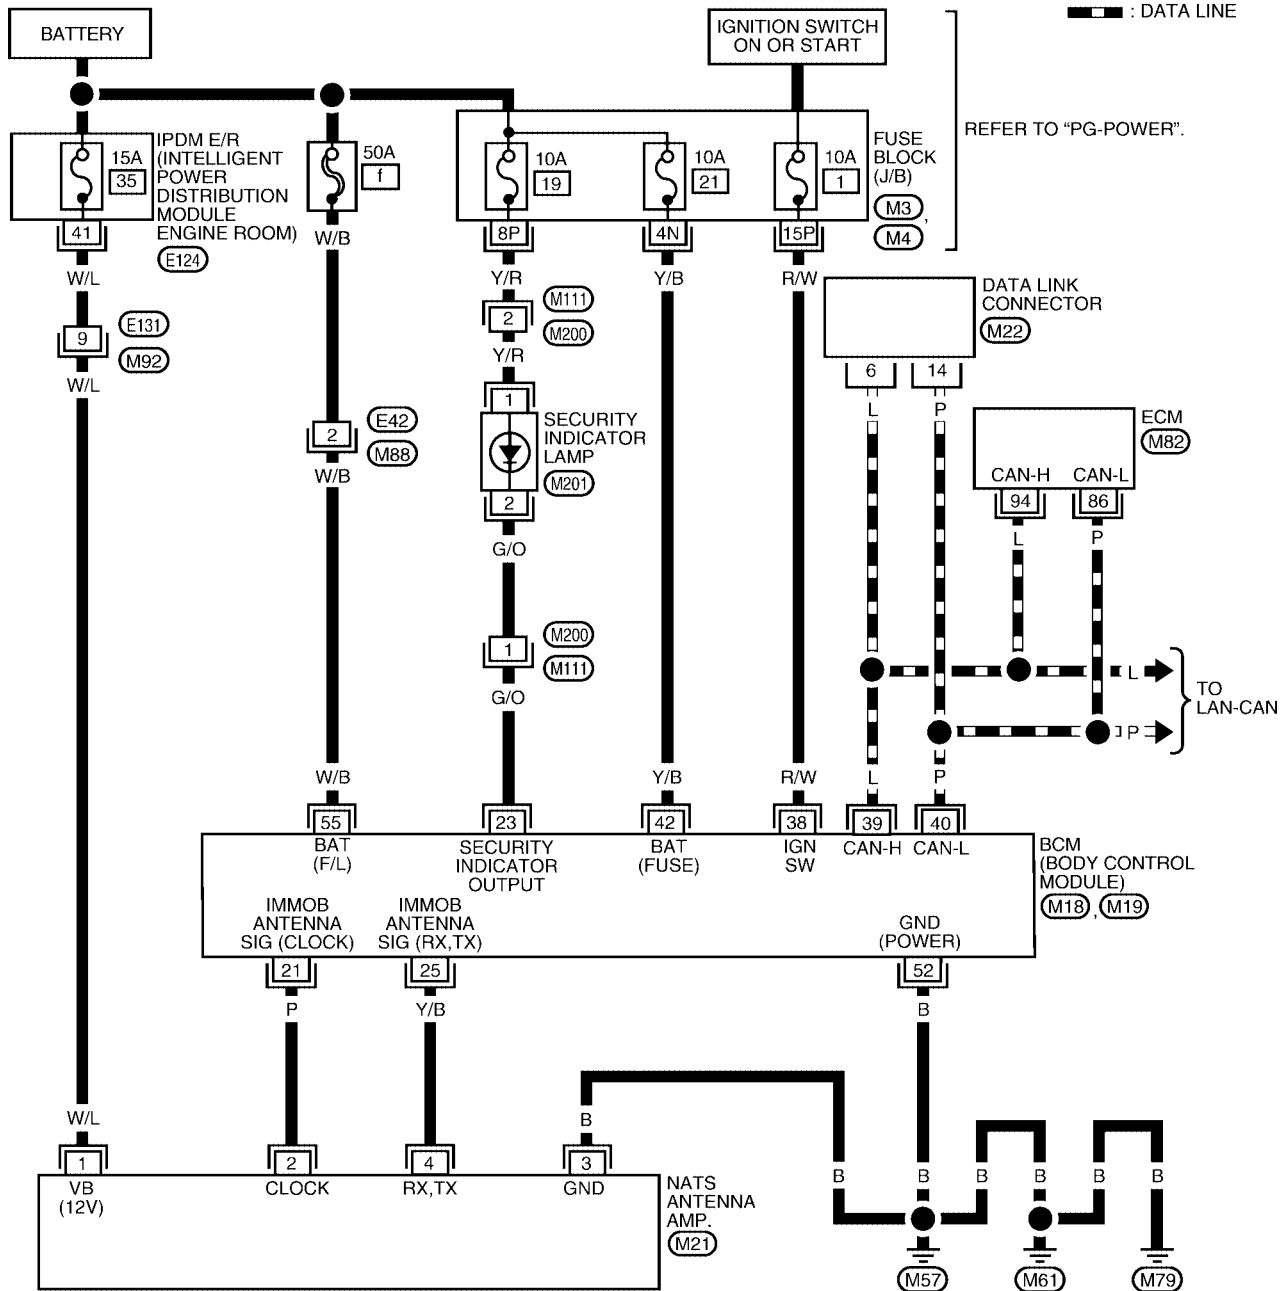 BATTERY
IGNITION SWITCH
ON OR START
: DATA LINE
REFER TO “PG-POWER”.
IPDM E/R
(INTELLIGENT
POWER
DISTRIBUTION
MODULE
ENGINE ROOM)
E124
15A
35
50A
f
10A
19
10A
21
10A
1
FUSE
BLOCK
(J/B)
M3 ,
M4
41
8P
4N
15P
W/L
W/B
Y/R
Y/B
R/W
DATA LINK
CONNECTOR
M22
9
E131
M92
2
M111
M200
W/L
Y/R
6
14
L
P
1
SECURITY
INDICATOR
LAMP
M201
2
2
E42
M88
W/B
ECM
M82
CAN-H
CAN-L
94
86
L
P
G/O
1
M200
M111
G/O
L
P
TO
LAN-CAN
W/B
Y/B
R/W
L
P
55
23
42
38
39
40
BAT
(F/L)
SECURITY
INDICATOR
OUTPUT
BAT
(FUSE)
IGN
SW
CAN-H
CAN-L
BCM
(BODY CONTROL
MODULE)
M18 , M19
IMMOB
ANTENNA
SIG (CLOCK)
IMMOB
ANTENNA
SIG (RX,TX)
GND
(POWER)
21
25
52
P
Y/B
B
W/L
B
B
B
B
B
B
B
1
2
4
3
VB
(12V)
CLOCK
RX,TX
GND
NATS
ANTENNA
AMP.
M21
M57
M61
M79